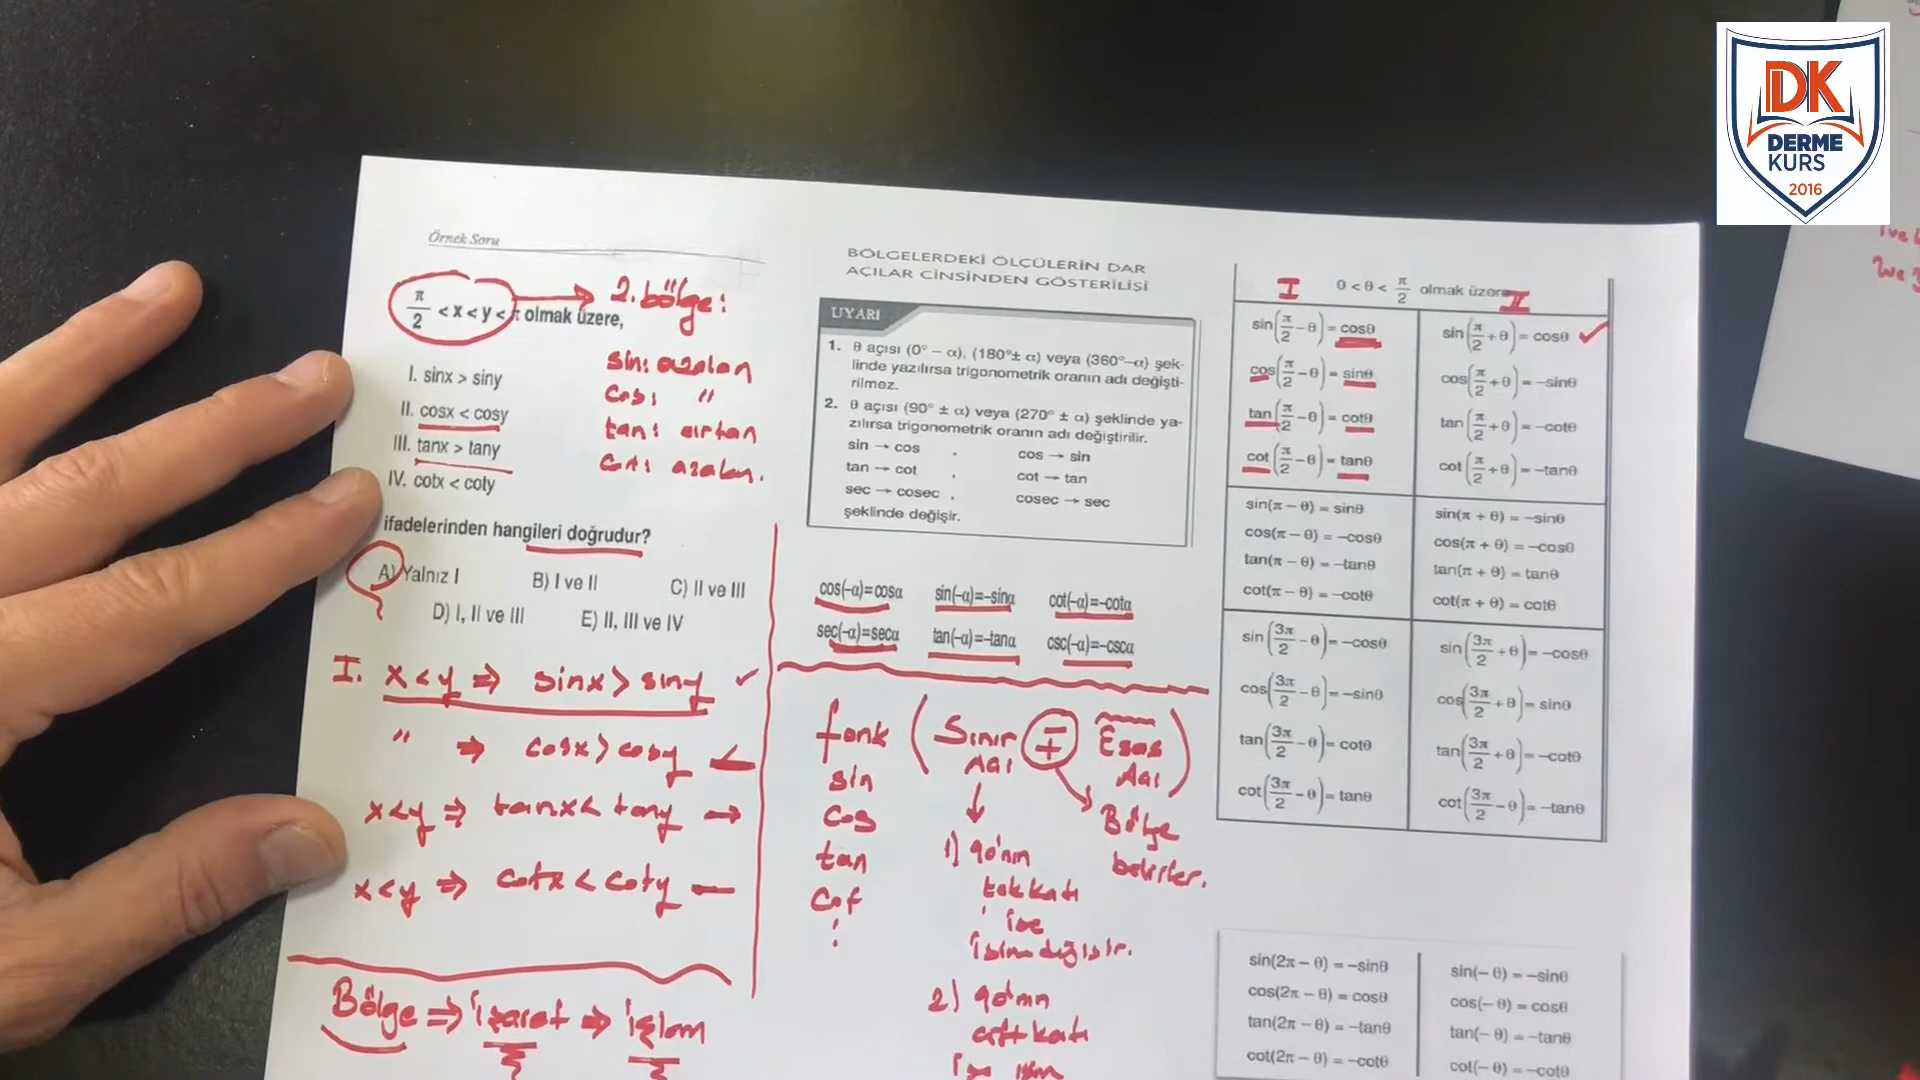 DK
DERME
KURS
2016
Örnek Soru
π/2 < x < y < π olmak üzere,
2. bölge:
I. sinx > siny
II. cosx < cosy
III. tanx > tany
IV. cotx < coty
sin: azalan
cos: "
tan: artan
cot: azalan.
ifadelerinden hangileri doğrudur?
A) Yalnız I B) I ve II C) II ve III
D) I, II ve III E) II, III ve IV
I. x < y ⇒ sinx > siny ✓
" ⇒ cosx > cosy
x < y ⇒ tanx < tany
x < y ⇒ cotx < coty
Bölge ⇒ İşaret ⇒ işlem
BÖLGELERDEKİ ÖLÇÜLERİN DAR
AÇILAR CİNSİNDEN GÖSTERİLİŞİ
UYARI
1. θ açısı (0° – α), (180°± α) veya (360°–α) şek-
linde yazılırsa trigonometrik oranın adı değişti-
rilmez.
2. θ açısı (90° ± α) veya (270° ± α) şeklinde ya-
zılırsa trigonometrik oranın adı değiştirilir.
sin → cos , cos → sin
tan → cot , cot → tan
sec → cosec , cosec → sec
şeklinde değişir.
cos(-α)=cosα sin(-α)=-sinα cot(-α)=-cotα
sec(-α)=secα tan(-α)=-tanα csc(-α)=-cscα
fonk ( Sınır ∓ Esas )
Açı Açı
sin
cos
tan
cot
Bölge
belirler.
1) 90'nın
tek katı
ise
isim değişir.
2) 90'nın
çift katı
ise isim
I 0 < θ < π/2 olmak üzere II
sin(π/2 – θ) = cosθ sin(π/2 + θ) = cosθ ✓
cos(π/2 – θ) = sinθ cos(π/2 + θ) = –sinθ
tan(π/2 – θ) = cotθ tan(π/2 + θ) = –cotθ
cot(π/2 – θ) = tanθ cot(π/2 + θ) = –tanθ
sin(π – θ) = sinθ sin(π + θ) = –sinθ
cos(π – θ) = –cosθ cos(π + θ) = –cosθ
tan(π – θ) = –tanθ tan(π + θ) = tanθ
cot(π – θ) = –cotθ cot(π + θ) = cotθ
sin(3π/2 – θ) = –cosθ sin(3π/2 + θ) = –cosθ
cos(3π/2 – θ) = –sinθ cos(3π/2 + θ) = sinθ
tan(3π/2 – θ) = cotθ tan(3π/2 + θ) = –cotθ
cot(3π/2 – θ) = tanθ cot(3π/2 – θ) = –tanθ
sin(2π – θ) = –sinθ sin(– θ) = –sinθ
cos(2π – θ) = cosθ cos(– θ) = cosθ
tan(2π – θ) = –tanθ tan(– θ) = –tanθ
cot(2π – θ) = –cotθ cot(– θ) = –cotθ